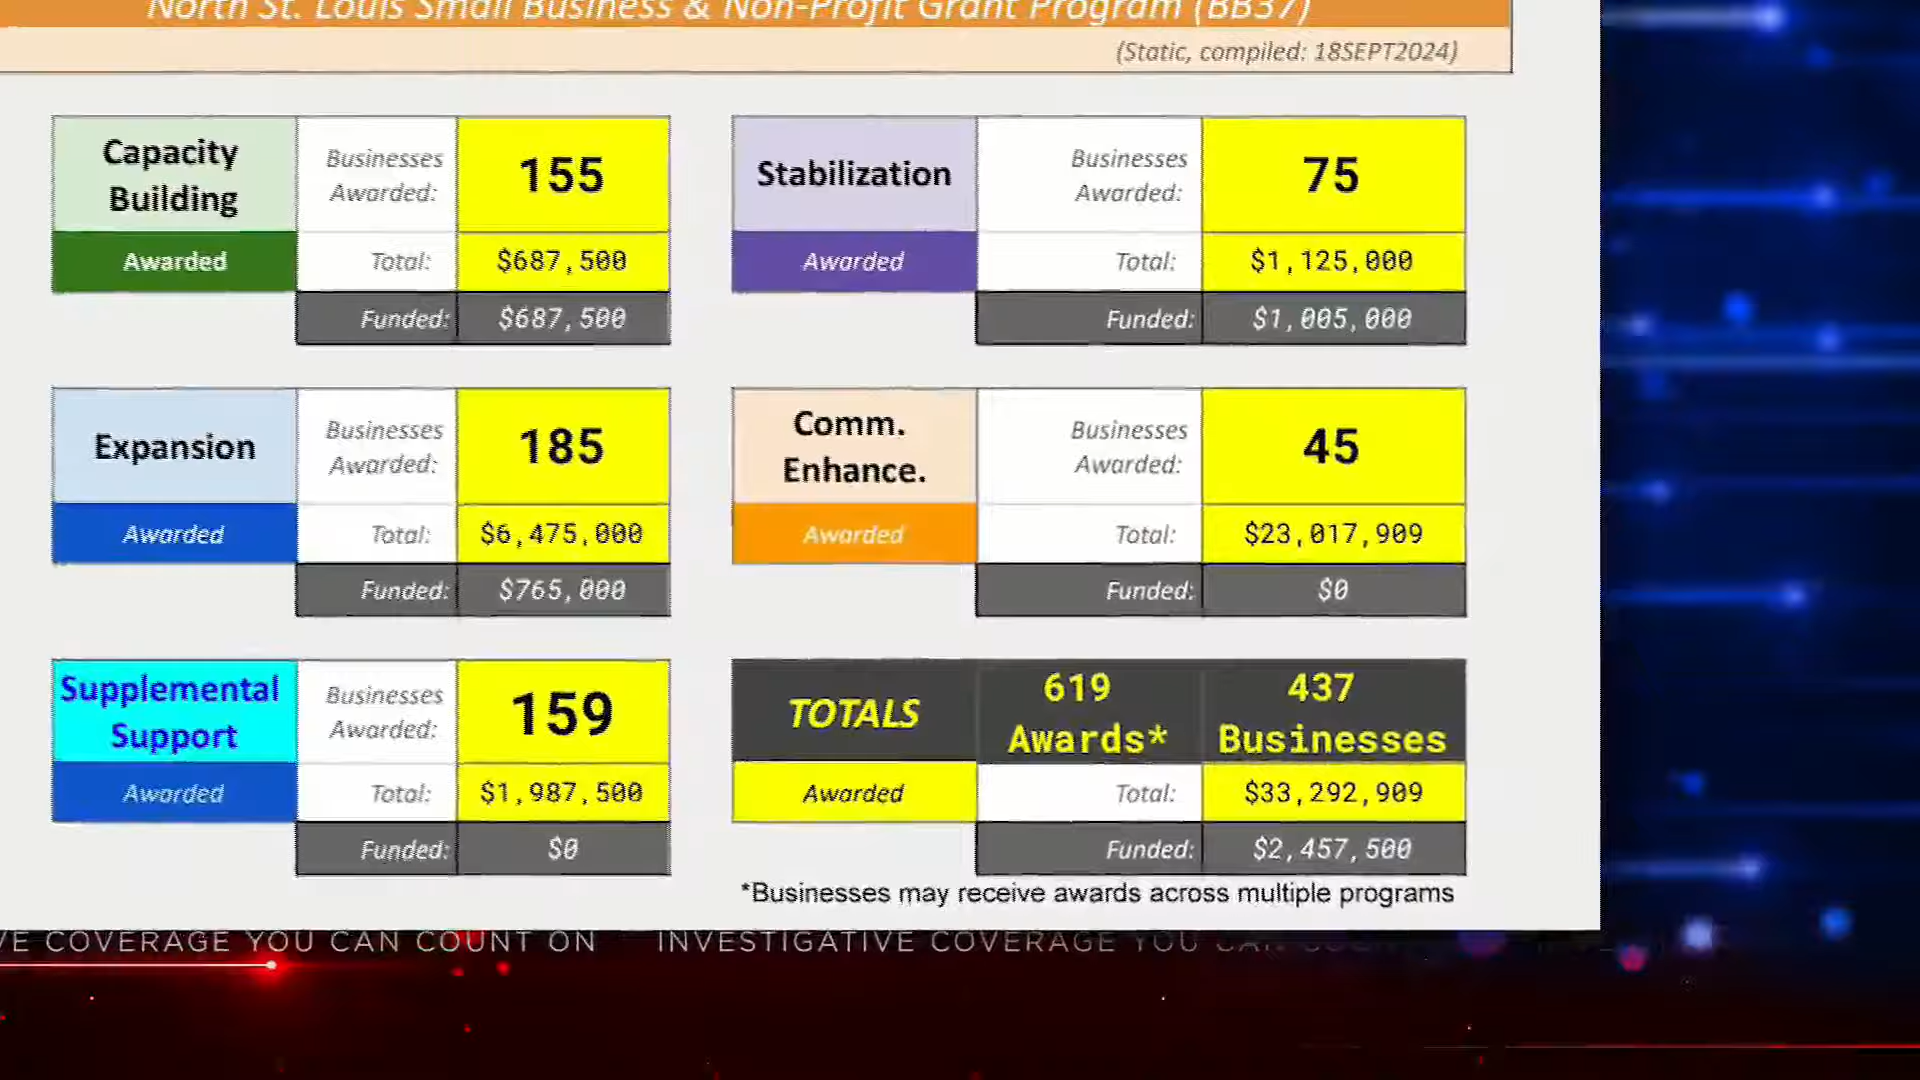 North St. Louis Small Business & Non-Profit Grant Program (BB37)
(Static, compiled: 18SEPT2024)
Capacity
Building
Businesses
Awarded:
155
Awarded
Total:
$687,500
Funded:
$687,500
Stabilization
Businesses
Awarded:
75
Awarded
Total:
$1,125,000
Funded:
$1,005,000
Expansion
Businesses
Awarded:
185
Awarded
Total:
$6,475,000
Funded:
$765,000
Comm.
Enhance.
Businesses
Awarded:
45
Awarded
Total:
$23,017,909
Funded:
$0
Supplemental
Support
Businesses
Awarded:
159
Awarded
Total:
$1,987,500
Funded:
$0
TOTALS
619
Awards*
437
Businesses
Awarded
Total:
$33,292,909
Funded:
$2,457,500
*Businesses may receive awards across multiple programs
COVERAGE YOU CAN COUNT ON INVESTIGATIVE COVERAGE YOU CAN